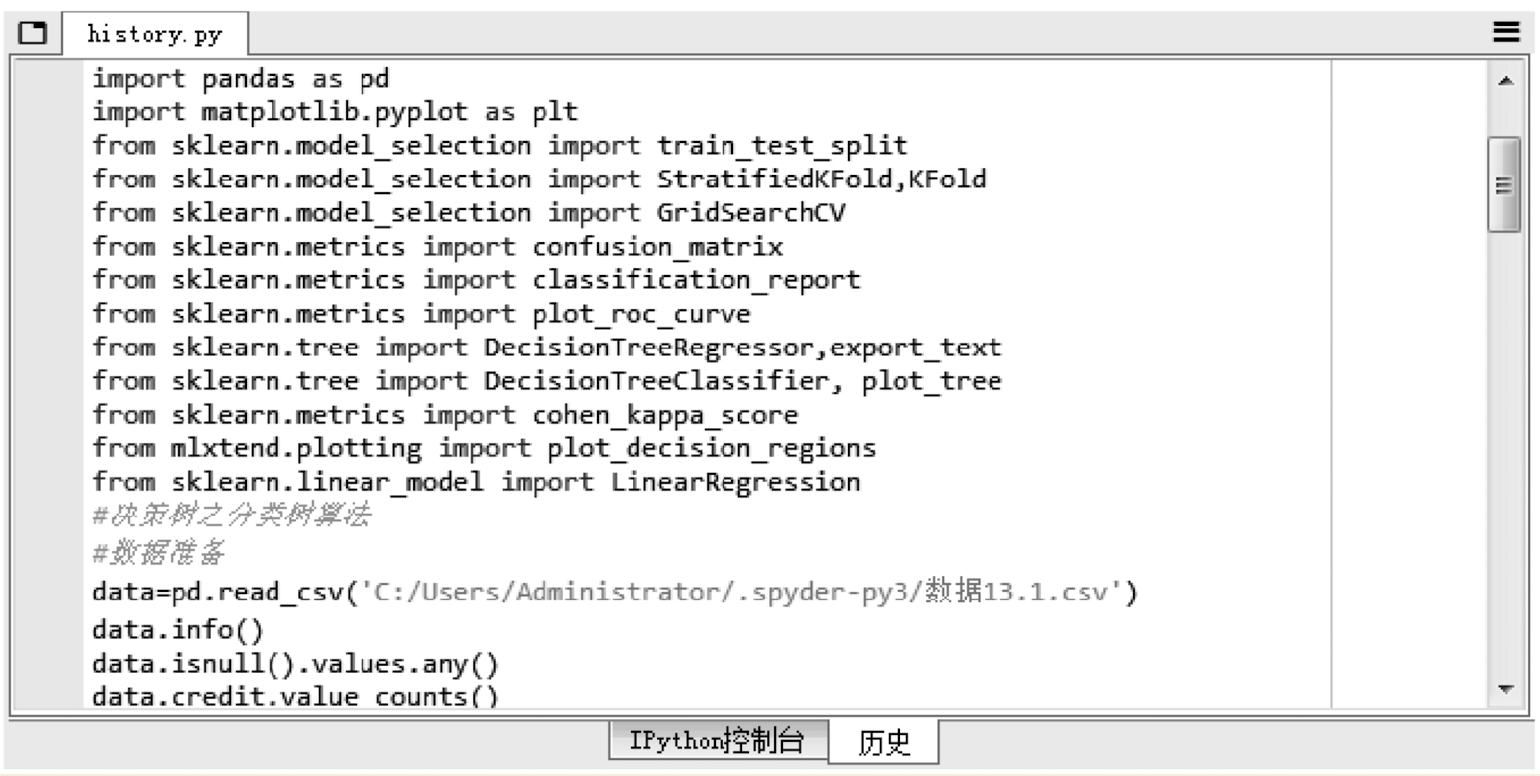 history.py
import pandas as pd
import matplotlib.pyplot as plt
from sklearn.model_selection import train_test_split
from sklearn.model_selection import StratifiedKFold,KFold
from sklearn.model_selection import GridSearchCV
from sklearn.metrics import confusion_matrix
from sklearn.metrics import classification_report
from sklearn.metrics import plot_roc_curve
from sklearn.tree import DecisionTreeRegressor,export_text
from sklearn.tree import DecisionTreeClassifier, plot_tree
from sklearn.metrics import cohen_kappa_score
from mlxtend.plotting import plot_decision_regions
from sklearn.linear_model import LinearRegression
#决策树之分类树算法
#数据准备
data=pd.read_csv('C:/Users/Administrator/.spyder-py3/数据13.1.csv')
data.info()
data.isnull().values.any()
data.credit.value_counts()
IPython控制台 历史